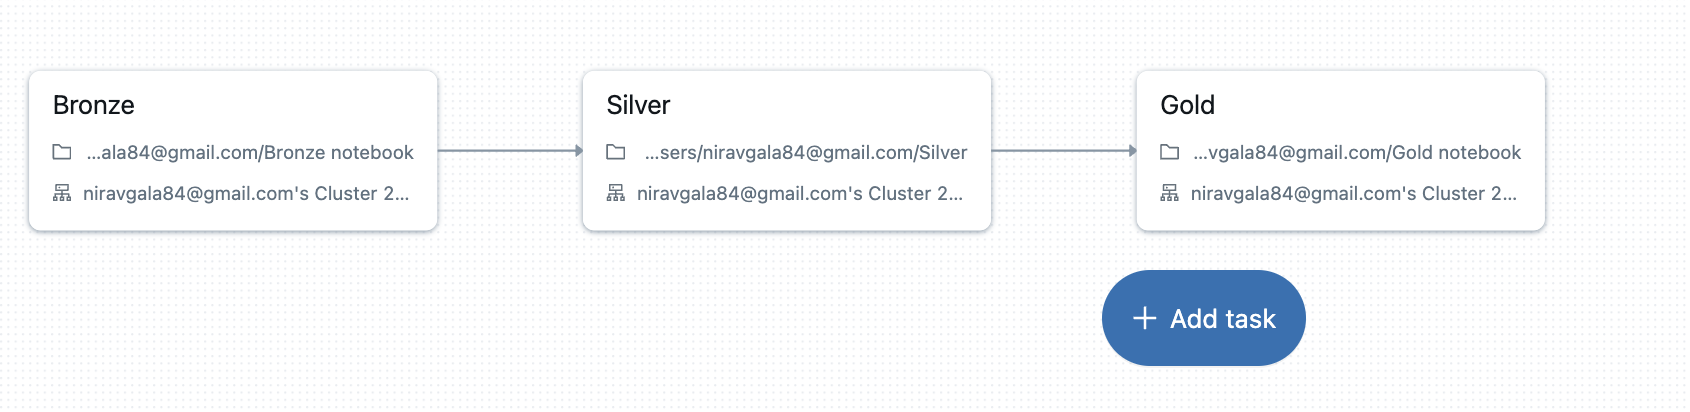 Bronze
...ala84@gmail.com/Bronze notebook
niravgala84@gmail.com's Cluster 2...
Silver
...sers/niravgala84@gmail.com/Silver
niravgala84@gmail.com's Cluster 2...
Gold
...vgala84@gmail.com/Gold notebook
niravgala84@gmail.com's Cluster 2...
+ Add task